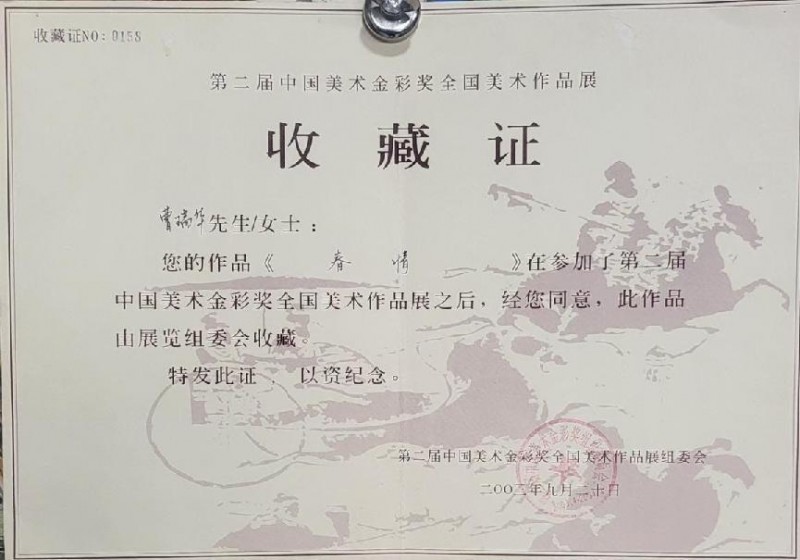 收藏证NO:0158
第二届中国美术金彩奖全国美术作品展
收藏证
曹瑞华先生/女士：
您的作品《春情》在参加了第二届
中国美术金彩奖全国美术作品展之后，经您同意，此作品
由展览组委会收藏。
特发此证，以资纪念。
第二届中国美术金彩奖全国美术作品展组委会
二〇〇三年九月二十日